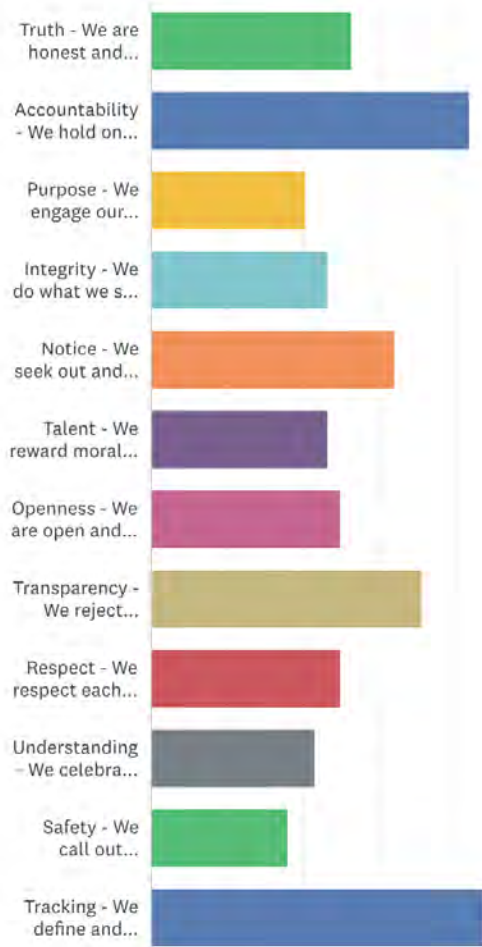 Truth - We are
honest and...
Accountability
- We hold on...
Purpose - We
engage our...
Integrity - We
do what we s...
Notice - We
seek out and...
Talent - We
reward moral...
Openness - We
are open and...
Transparency -
We reject...
Respect - We
respect each...
Understanding
- We celebra...
Safety - We
call out...
Tracking - We
define and...